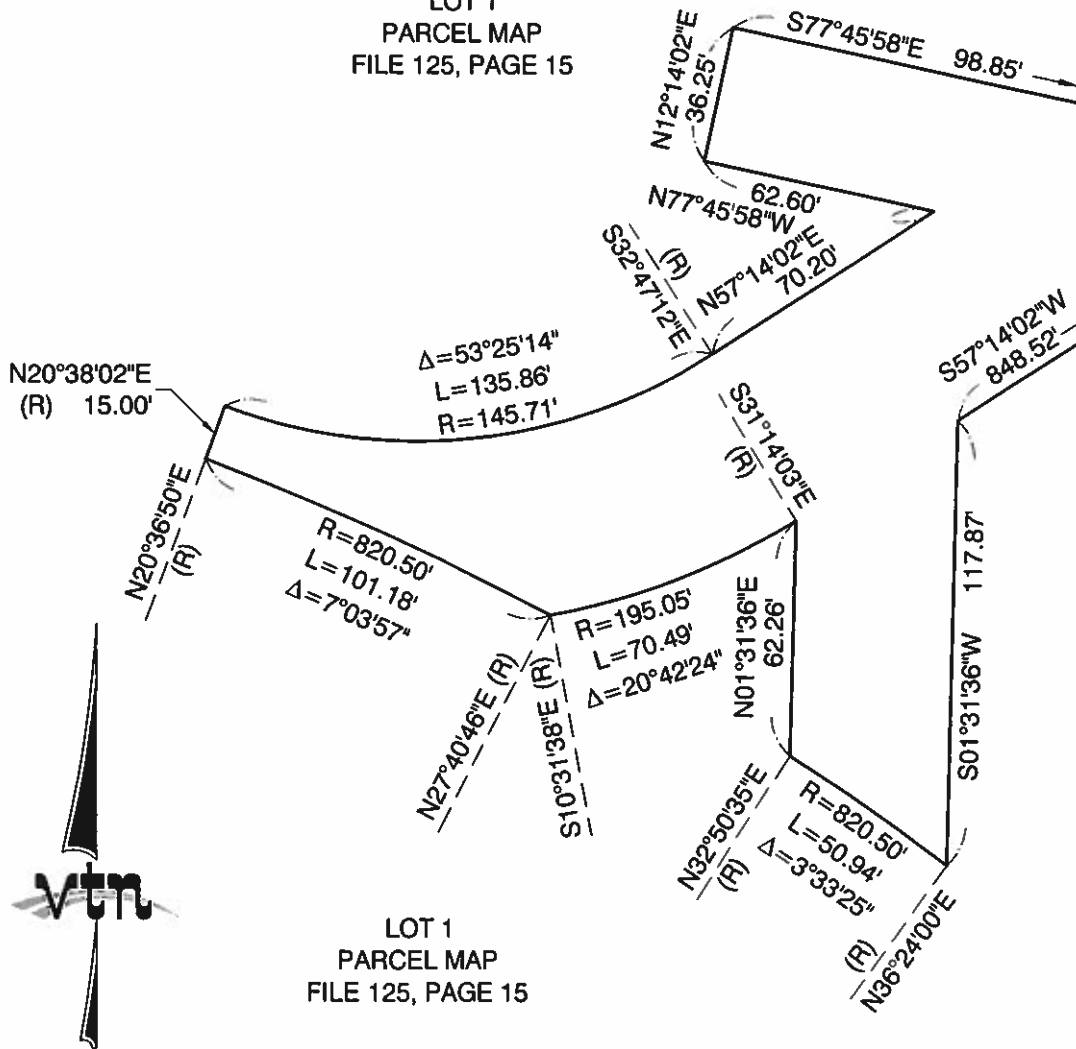 LOT 1
PARCEL MAP
FILE 125, PAGE 15
S77°45'58"E 98.85'
N12°14'02"E
36.25'
62.60'
N77°45'58"W
S32°47'12"E
(R)
N57°14'02"E
70.20'
Δ=53°25'14"
L=135.86'
R=145.71'
N20°38'02"E
(R) 15.00'
S57°14'02"W
848.52'
S31°14'03"E
(R)
N20°36'50"E
(R)
R=820.50'
L=101.18'
Δ=7°03'57"
R=195.05'
L=70.49'
Δ=20°42'24"
N01°31'36"E
62.26'
S01°31'36"W 117.87'
N27°40'46"E (R)
S10°31'38"E (R)
N32°50'35"E
(R)
R=820.50'
L=50.94'
Δ=3°33'25"
(R)
N36°24'00"E
vtn
LOT 1
PARCEL MAP
FILE 125, PAGE 15